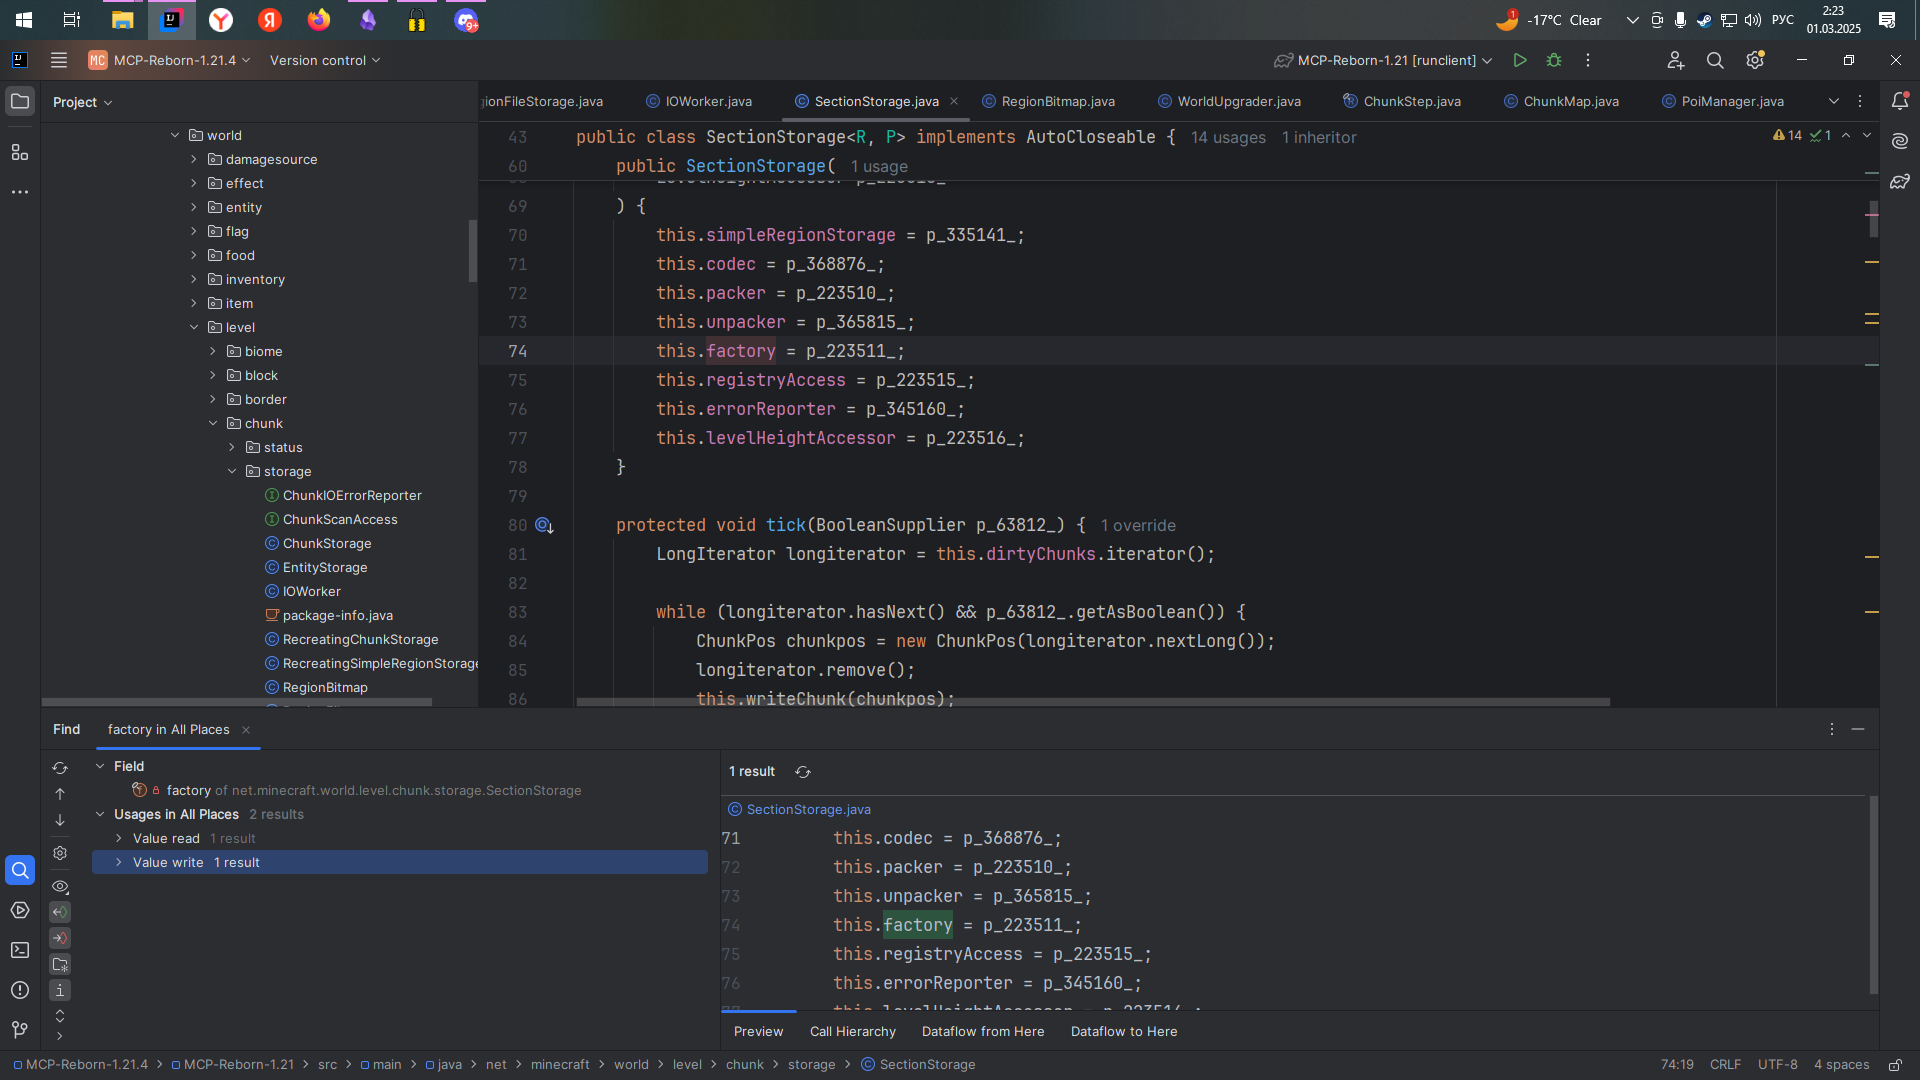 -17°C Clear
РУС
2:23
01.03.2025
MC MCP-Reborn-1.21.4
Version control
MCP-Reborn-1.21 [runclient]
Project
ionFileStorage.java
IOWorker.java
SectionStorage.java
RegionBitmap.java
WorldUpgrader.java
ChunkStep.java
ChunkMap.java
PoiManager.java
world
damagesource
effect
entity
flag
food
inventory
item
level
biome
block
border
chunk
status
storage
ChunkIOErrorReporter
ChunkScanAccess
ChunkStorage
EntityStorage
IOWorker
package-info.java
RecreatingChunkStorage
RecreatingSimpleRegionStorage
RegionBitmap
14 1
43 public class SectionStorage<R, P> implements AutoCloseable { 14 usages 1 inheritor
60 public SectionStorage( 1 usage
69 ) {
70 this.simpleRegionStorage = p_335141_;
71 this.codec = p_368876_;
72 this.packer = p_223510_;
73 this.unpacker = p_365815_;
74 this.factory = p_223511_;
75 this.registryAccess = p_223515_;
76 this.errorReporter = p_345160_;
77 this.levelHeightAccessor = p_223516_;
78 }
79
80 protected void tick(BooleanSupplier p_63812_) { 1 override
81 LongIterator longiterator = this.dirtyChunks.iterator();
82
83 while (longiterator.hasNext() && p_63812_.getAsBoolean()) {
84 ChunkPos chunkpos = new ChunkPos(longiterator.nextLong());
85 longiterator.remove();
86 this.writeChunk(chunkpos);
Find
factory in All Places
Field
factory of net.minecraft.world.level.chunk.storage.SectionStorage
Usages in All Places 2 results
Value read 1 result
Value write 1 result
1 result
SectionStorage.java
71 this.codec = p_368876_;
72 this.packer = p_223510_;
73 this.unpacker = p_365815_;
74 this.factory = p_223511_;
75 this.registryAccess = p_223515_;
76 this.errorReporter = p_345160_;
Preview
Call Hierarchy
Dataflow from Here
Dataflow to Here
MCP-Reborn-1.21.4 > MCP-Reborn-1.21 > src > main > java > net > minecraft > world > level > chunk > storage > SectionStorage
74:19 CRLF UTF-8 4 spaces